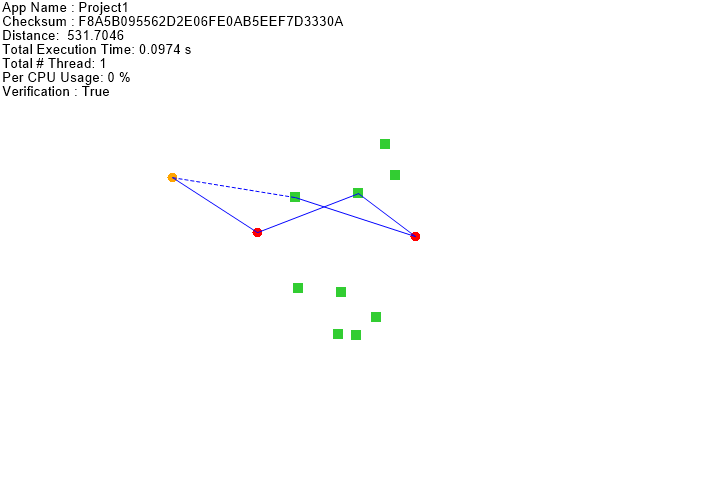 App Name : Project1
Checksum : F8A5B095562D2E06FE0AB5EEF7D3330A
Distance:  531.7046
Total Execution Time: 0.0974 s
Total # Thread: 1
Per CPU Usage: 0 %
Verification : True